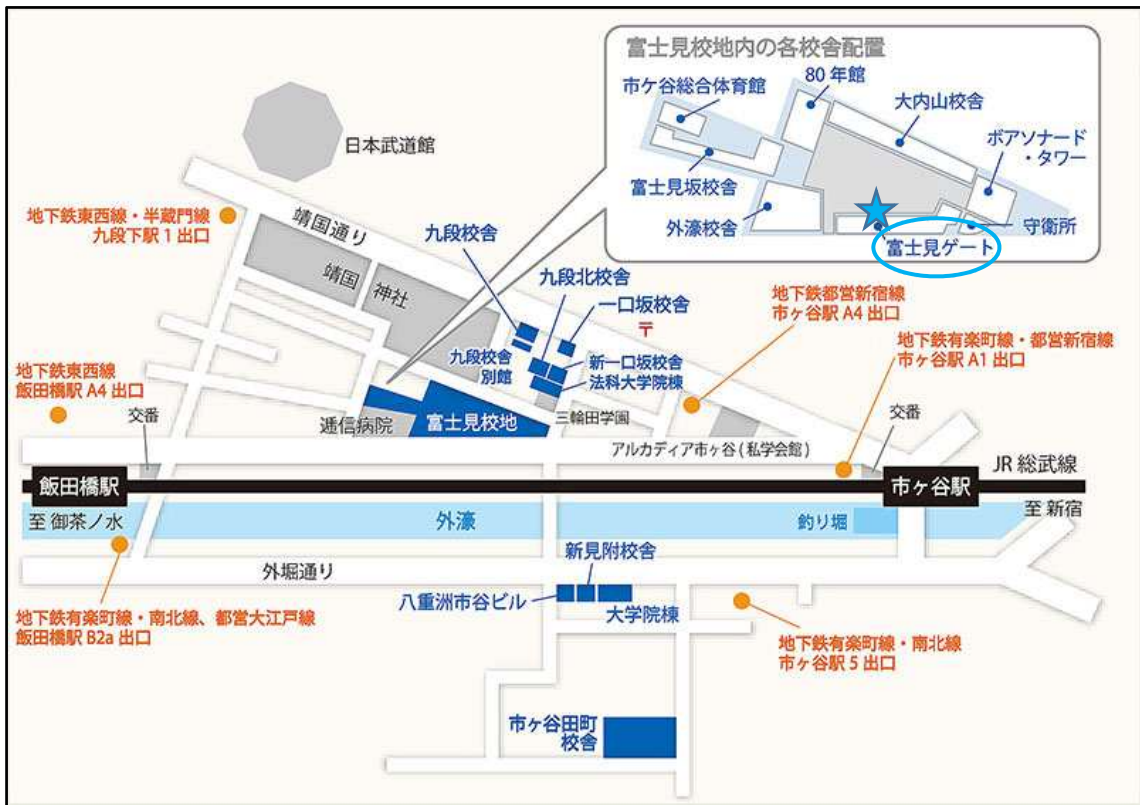 富士見校地内の各校舎配置
市ケ谷総合体育館
80年館
大内山校舎
ボアソナード
・タワー
富士見坂校舎
外濠校舎
富士見ゲート
守衛所
日本武道館
地下鉄東西線・半蔵門線
九段下駅1出口
靖国通り
靖国
神社
九段校舎
九段北校舎
一口坂校舎
〒
九段校舎
別館
新一口坂校舎
法科大学院棟
地下鉄都営新宿線
市ヶ谷駅A4出口
地下鉄有楽町線・都営新宿線
市ヶ谷駅A1出口
地下鉄東西線
飯田橋駅A4出口
交番
逓信病院
富士見校地
三輪田学園
アルカディア市ヶ谷(私学会館)
交番
飯田橋駅
市ヶ谷駅
JR総武線
至 御茶ノ水
外濠
釣り堀
至 新宿
外堀通り
新見附校舎
八重洲市谷ビル
大学院棟
地下鉄有楽町線・南北線、都営大江戸線
飯田橋駅B2a出口
地下鉄有楽町線・南北線
市ヶ谷駅5出口
市ヶ谷田町
校舎